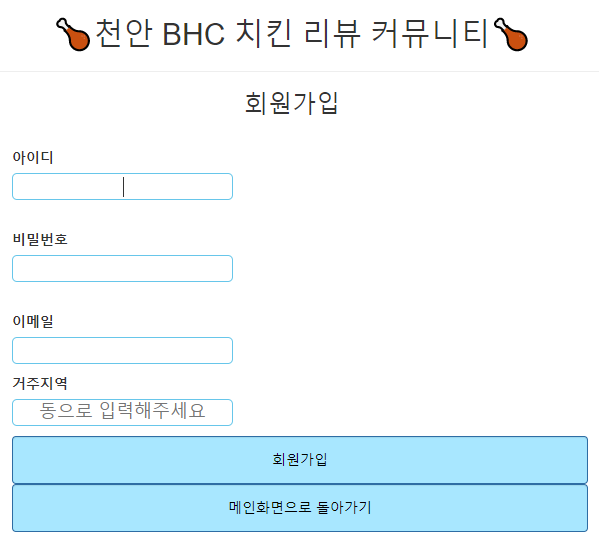 천안 BHC 치킨 리뷰 커뮤니티
회원가입
아이디
비밀번호
이메일
거주지역
동으로 입력해주세요
회원가입
메인화면으로 돌아가기